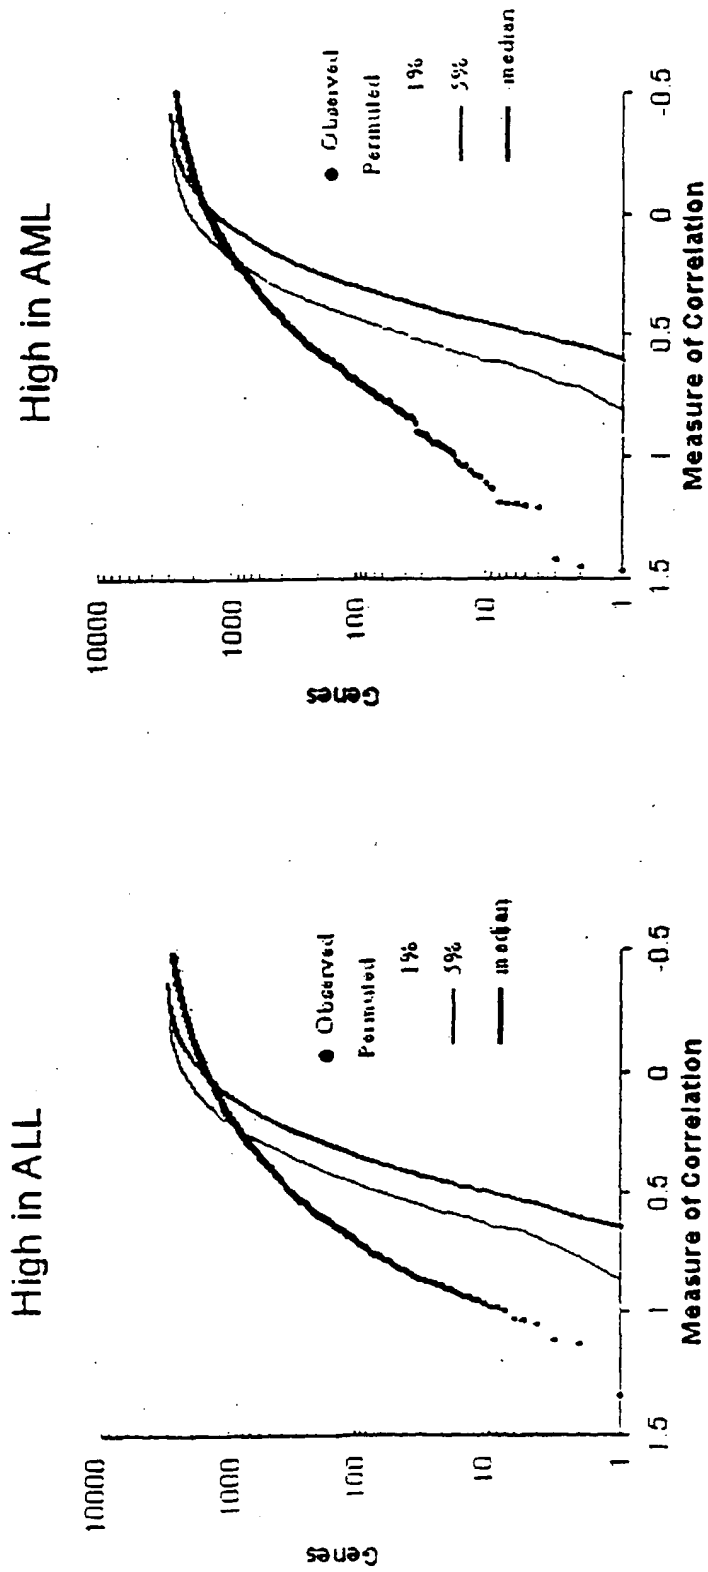 High in ALL
Genes
10000
1000
100
10
1
1.5
1
0.5
0
-0.5
Measure of Correlation
Observed
Permuted
1%
5%
median
High in AML
Genes
10000
1000
100
10
1
1.5
1
0.5
0
-0.5
Measure of Correlation
Observed
Permuted
1%
5%
median